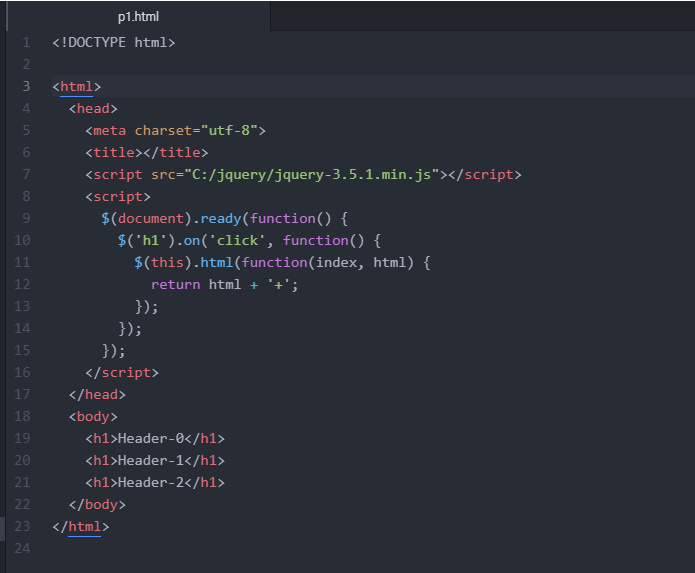 p1.html
1 <!DOCTYPE html>
2
3 <html>
4   <head>
5     <meta charset="utf-8">
6     <title></title>
7     <script src="C:/jquery/jquery-3.5.1.min.js"></script>
8     <script>
9       $(document).ready(function() {
10         $('h1').on('click', function() {
11           $(this).html(function(index, html) {
12             return html + '+';
13           });
14         });
15       });
16     </script>
17   </head>
18   <body>
19     <h1>Header-0</h1>
20     <h1>Header-1</h1>
21     <h1>Header-2</h1>
22   </body>
23 </html>
24